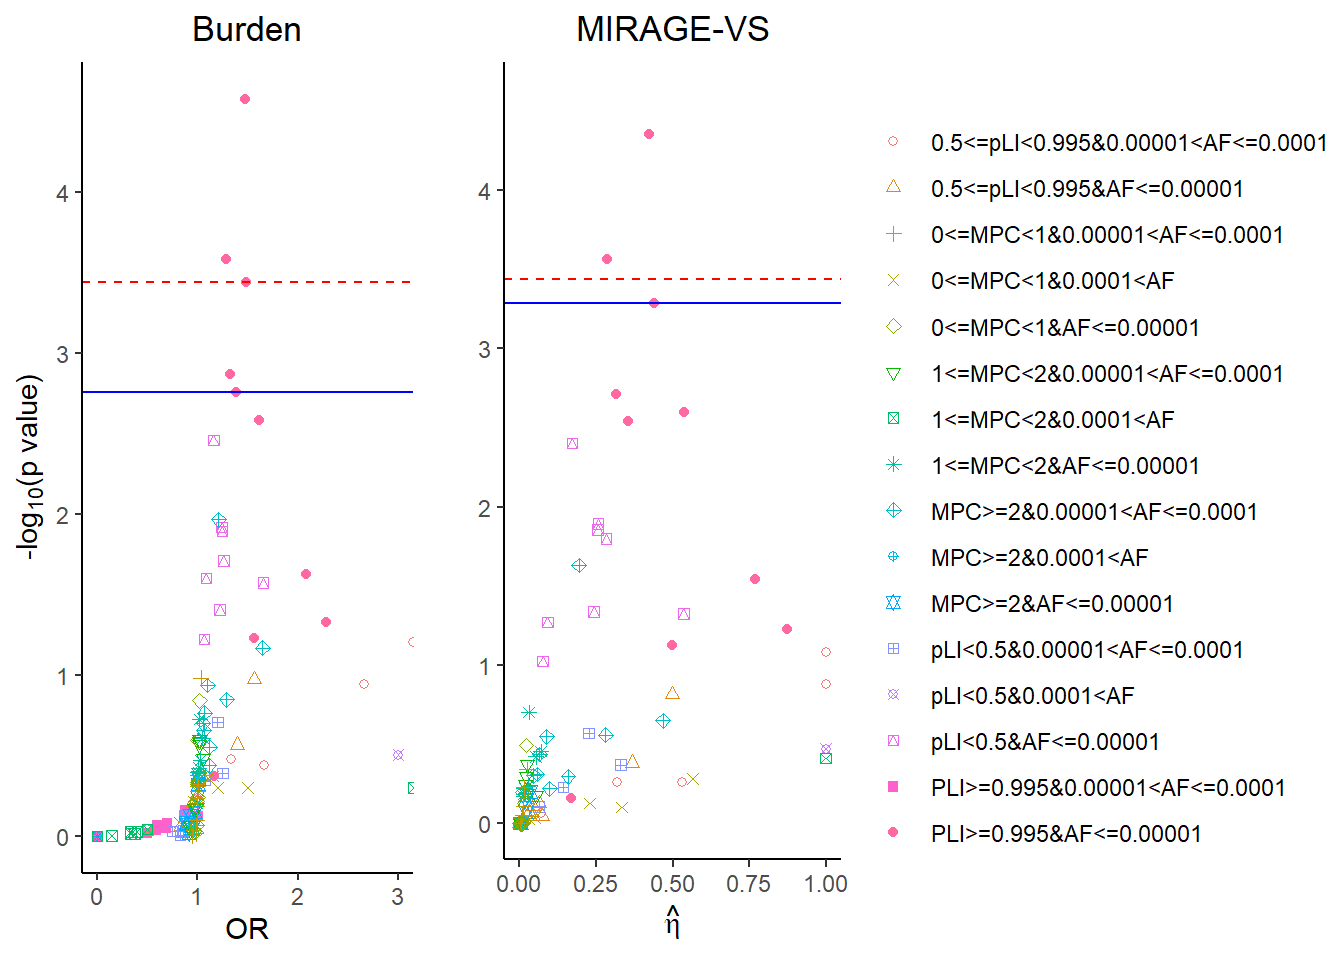 Burden
MIRAGE-VS
-log10(p value)
4
3
2
1
0
0
1
2
3
OR
4
3
2
1
0
0.00
0.25
0.50
0.75
1.00
η̂
0.5<=pLI<0.995&0.00001<AF<=0.0001
0.5<=pLI<0.995&AF<=0.00001
0<=MPC<1&0.00001<AF<=0.0001
0<=MPC<1&0.0001<AF
0<=MPC<1&AF<=0.00001
1<=MPC<2&0.00001<AF<=0.0001
1<=MPC<2&0.0001<AF
1<=MPC<2&AF<=0.00001
MPC>=2&0.00001<AF<=0.0001
MPC>=2&0.0001<AF
MPC>=2&AF<=0.00001
pLI<0.5&0.00001<AF<=0.0001
pLI<0.5&0.0001<AF
pLI<0.5&AF<=0.00001
PLI>=0.995&0.00001<AF<=0.0001
PLI>=0.995&AF<=0.00001